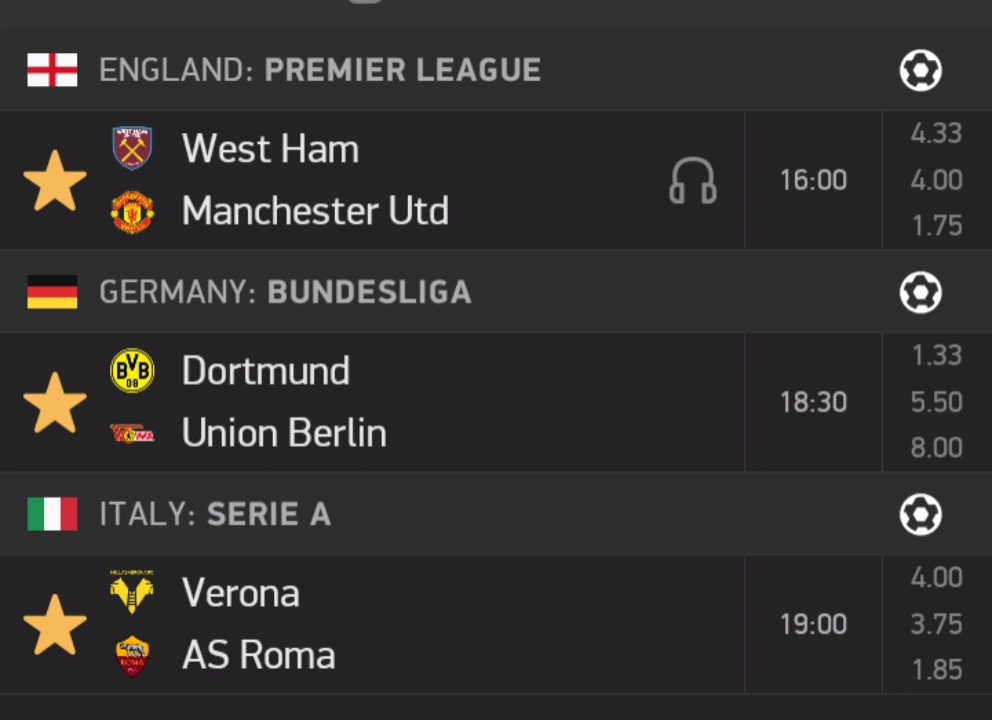 ENGLAND: PREMIER LEAGUE
West Ham
Manchester Utd
16:00
4.33
4.00
1.75
GERMANY: BUNDESLIGA
BVB
09
Dortmund
Union Berlin
18:30
1.33
5.50
8.00
ITALY: SERIE A
Verona
AS Roma
19:00
4.00
3.75
1.85